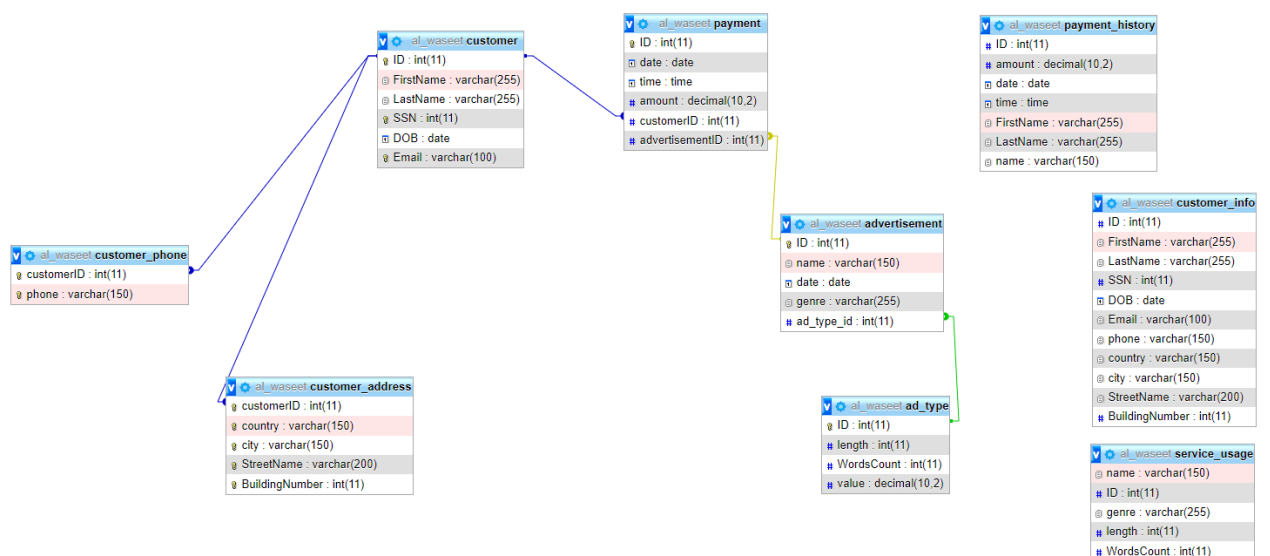 al_waseet customer
ID : int(11)
FirstName : varchar(255)
LastName : varchar(255)
SSN : int(11)
DOB : date
Email : varchar(100)
al_waseet payment
ID : int(11)
date : date
time : time
amount : decimal(10,2)
customerID : int(11)
advertisementID : int(11)
al_waseet payment_history
ID : int(11)
amount : decimal(10,2)
date : date
time : time
FirstName : varchar(255)
LastName : varchar(255)
name : varchar(150)
al_waseet customer_phone
customerID : int(11)
phone : varchar(150)
al_waseet advertisement
ID : int(11)
name : varchar(150)
date : date
genre : varchar(255)
ad_type_id : int(11)
al_waseet customer_info
ID : int(11)
FirstName : varchar(255)
LastName : varchar(255)
SSN : int(11)
DOB : date
Email : varchar(100)
phone : varchar(150)
country : varchar(150)
city : varchar(150)
StreetName : varchar(200)
BuildingNumber : int(11)
al_waseet customer_address
customerID : int(11)
country : varchar(150)
city : varchar(150)
StreetName : varchar(200)
BuildingNumber : int(11)
al_waseet ad_type
ID : int(11)
length : int(11)
WordsCount : int(11)
value : decimal(10,2)
al_waseet service_usage
name : varchar(150)
ID : int(11)
genre : varchar(255)
length : int(11)
WordsCount : int(11)